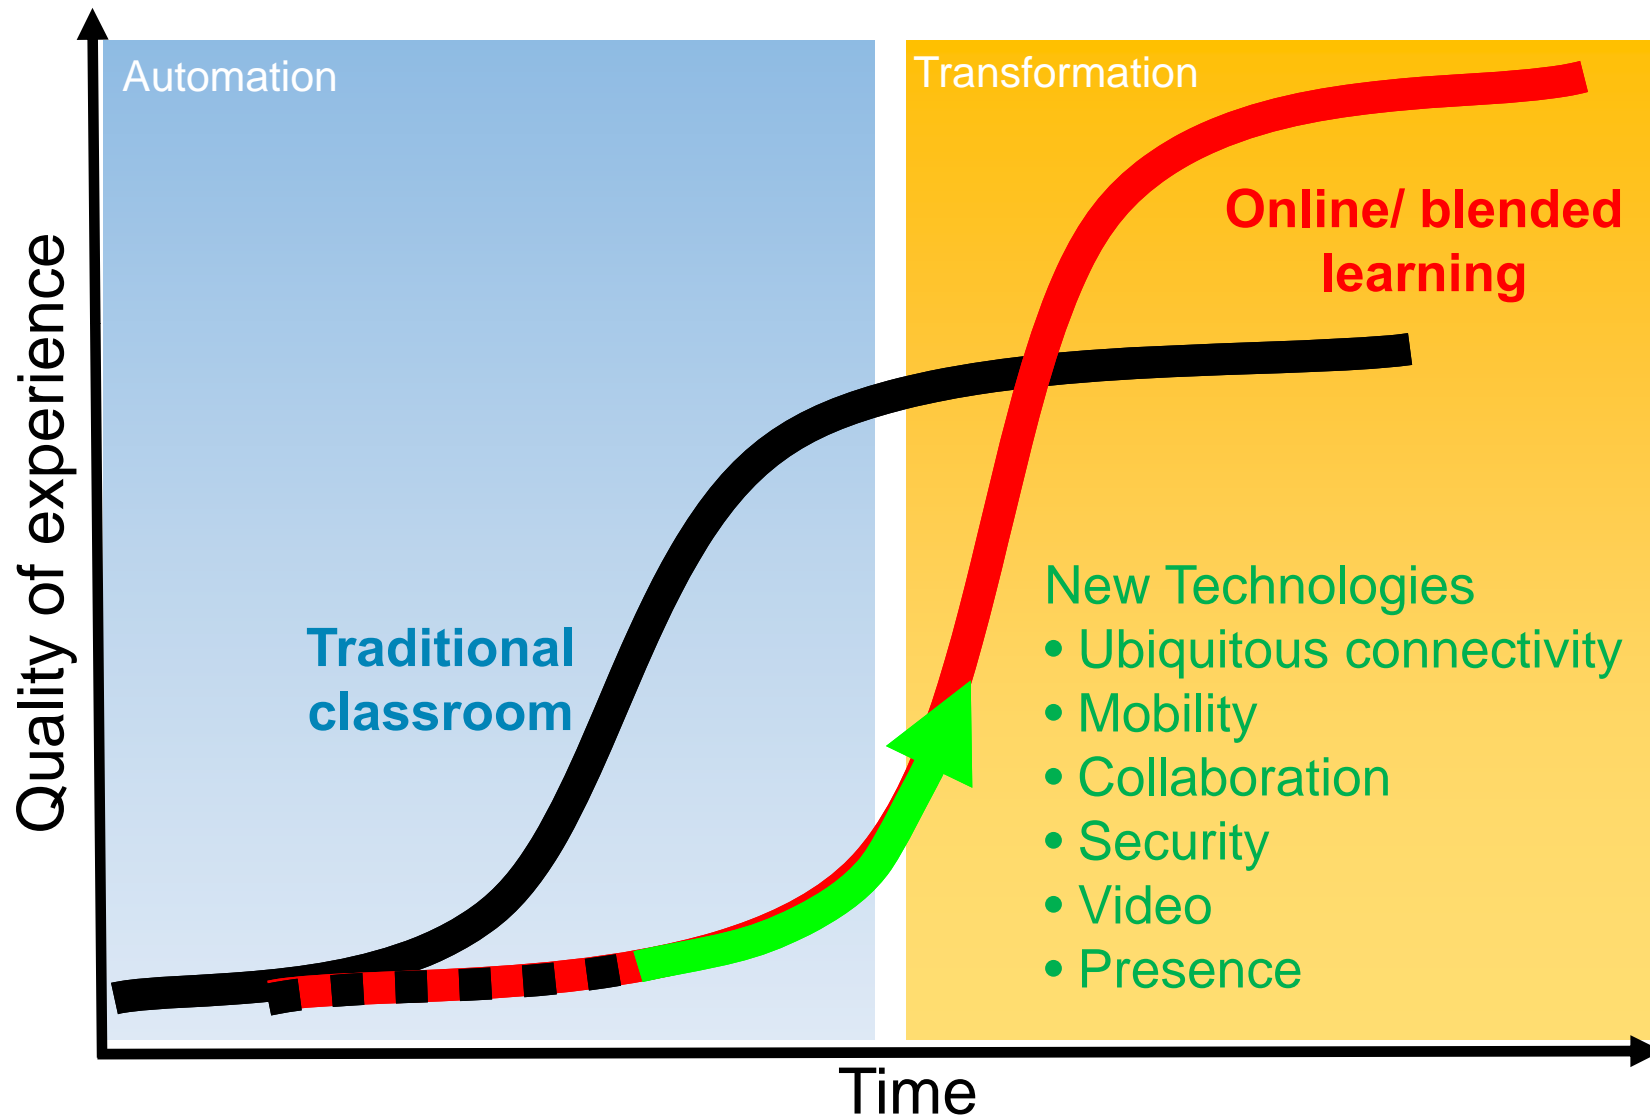 Automation
Transformation
Online/ blended
learning
Quality of experience
Traditional
classroom
New Technologies
• Ubiquitous connectivity
• Mobility
• Collaboration
• Security
• Video
• Presence
Time